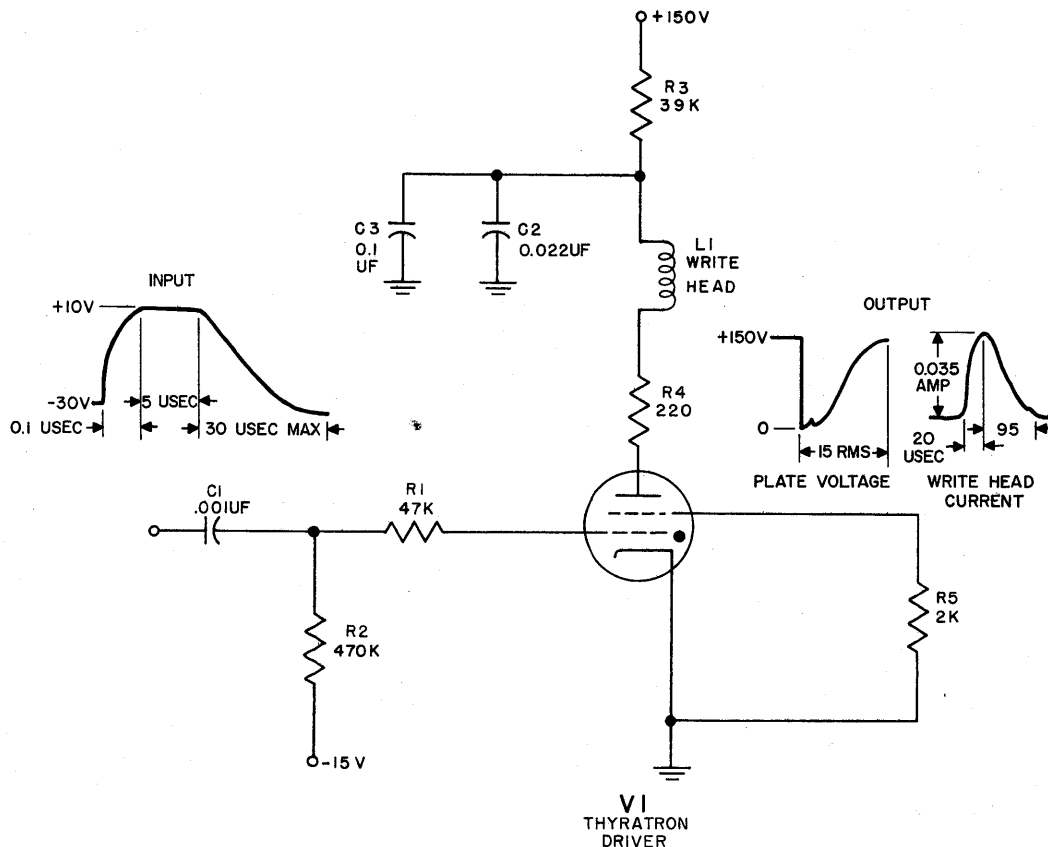 +150V
R3
39K
C3
0.1
UF
C2
0.022UF
L1
WRITE
HEAD
INPUT
+10V
-30V
5 USEC
0.1 USEC
30 USEC MAX
R4
220
OUTPUT
+150V
0
15 RMS
PLATE VOLTAGE
0.035
AMP
20
USEC
95
WRITE HEAD
CURRENT
C1
.001UF
R1
47K
R2
470K
-15V
R5
2K
V1
THYRATRON
DRIVER